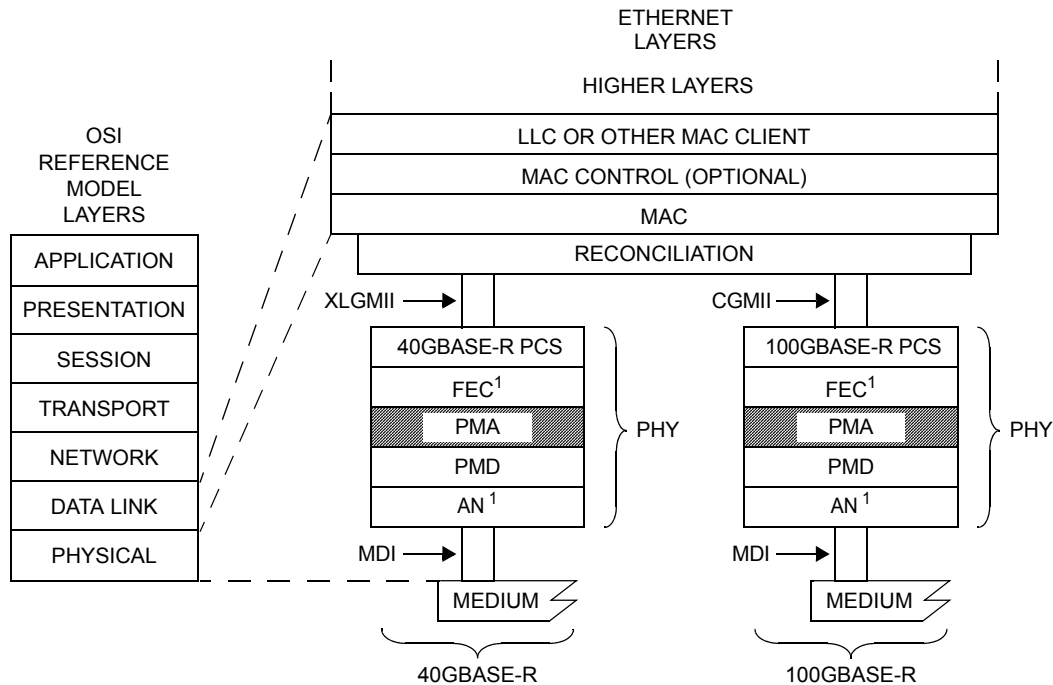 ETHERNET
LAYERS
HIGHER LAYERS
LLC OR OTHER MAC CLIENT
MAC CONTROL (OPTIONAL)
MAC
RECONCILIATION
OSI
REFERENCE
MODEL
LAYERS
APPLICATION
PRESENTATION
SESSION
TRANSPORT
NETWORK
DATA LINK
PHYSICAL
XLGMII
40GBASE-R PCS
FEC1
PMA
PMD
AN 1
PHY
MDI
MEDIUM
40GBASE-R
CGMII
100GBASE-R PCS
FEC1
PMA
PMD
AN 1
PHY
MDI
MEDIUM
100GBASE-R